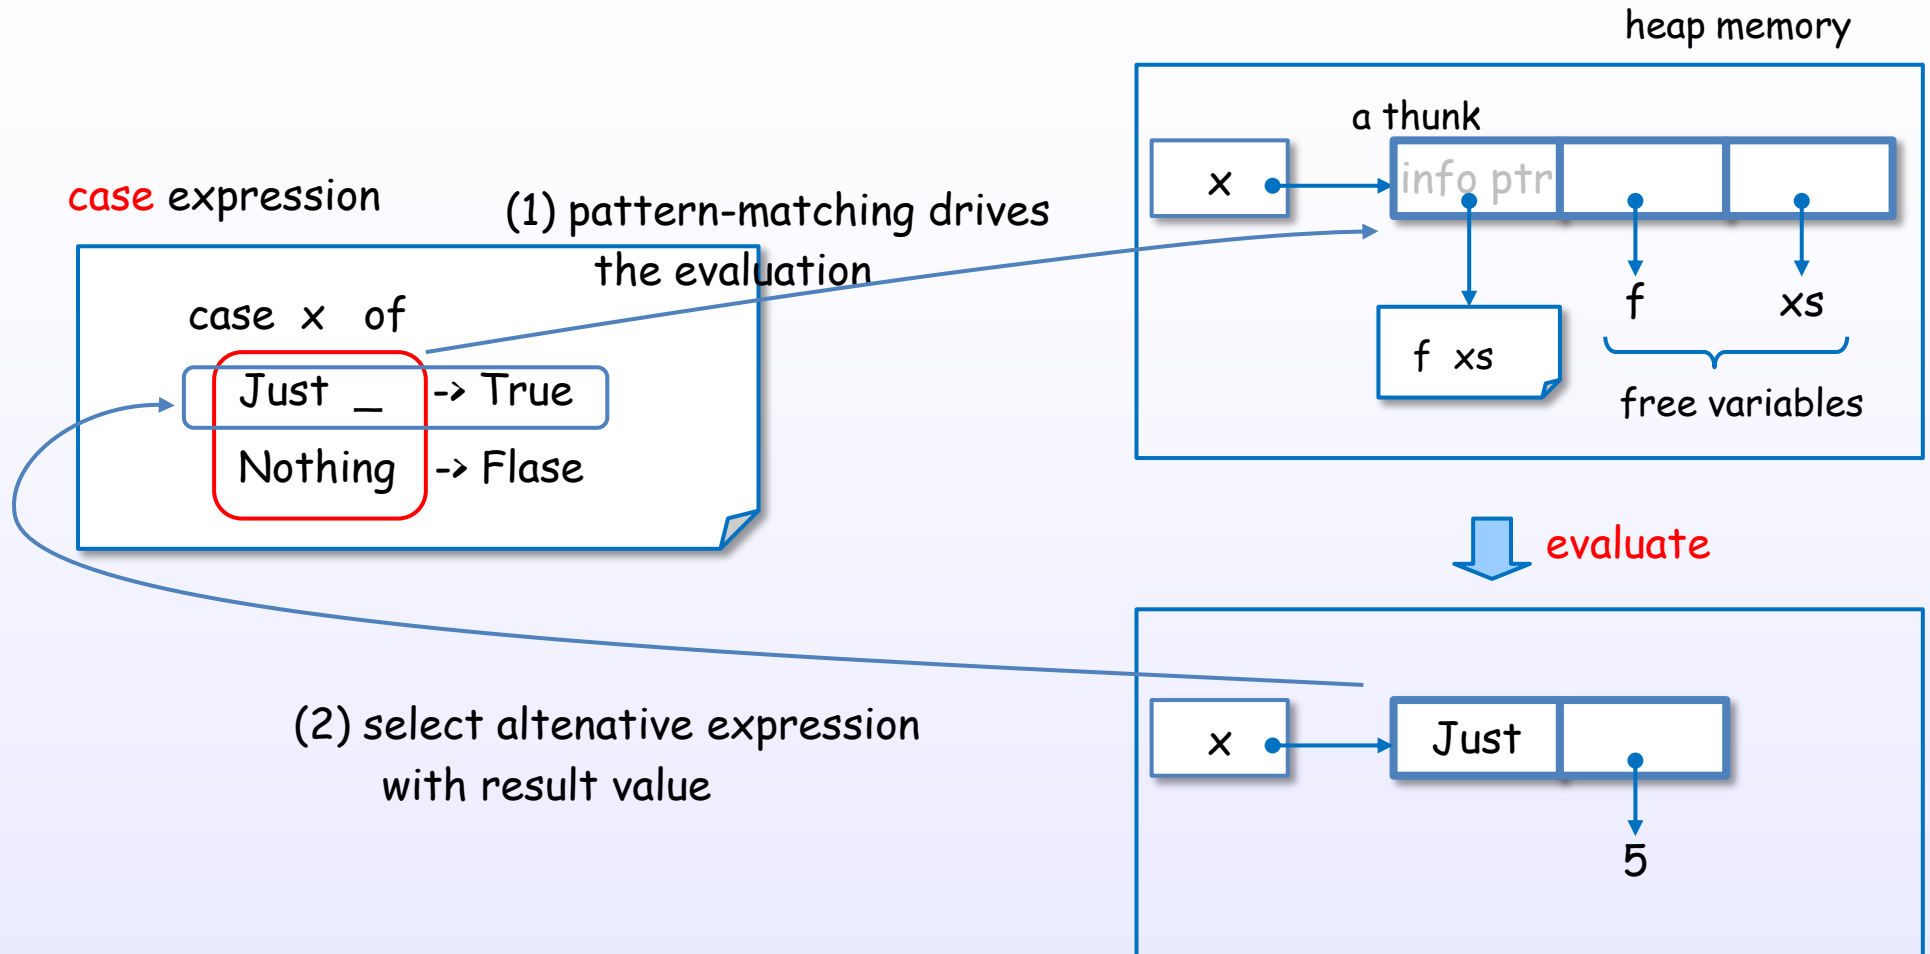 heap memory
a thunk
x
info ptr
case expression
(1) pattern-matching drives
the evaluation
case x of
Just _ -> True
Nothing -> Flase
f
xs
f xs
free variables
evaluate
(2) select altenative expression
with result value
x
Just
5